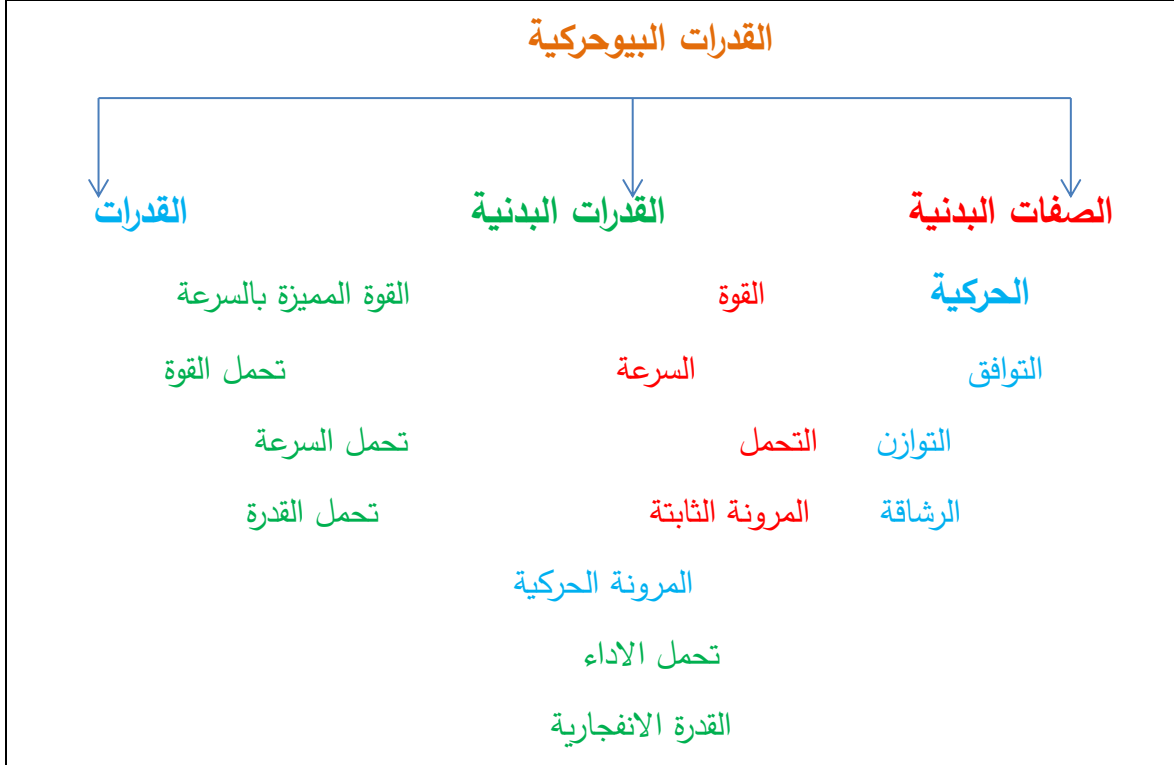 القدرات البيوحركية
الصفات البدنية القدرات البدنية القدرات
الحركية القوة القوة المميزة بالسرعة
التوافق السرعة تحمل القوة
التوازن التحمل تحمل السرعة
الرشاقة المرونة الثابتة تحمل القدرة
المرونة الحركية
تحمل الاداء
القدرة الانفجارية